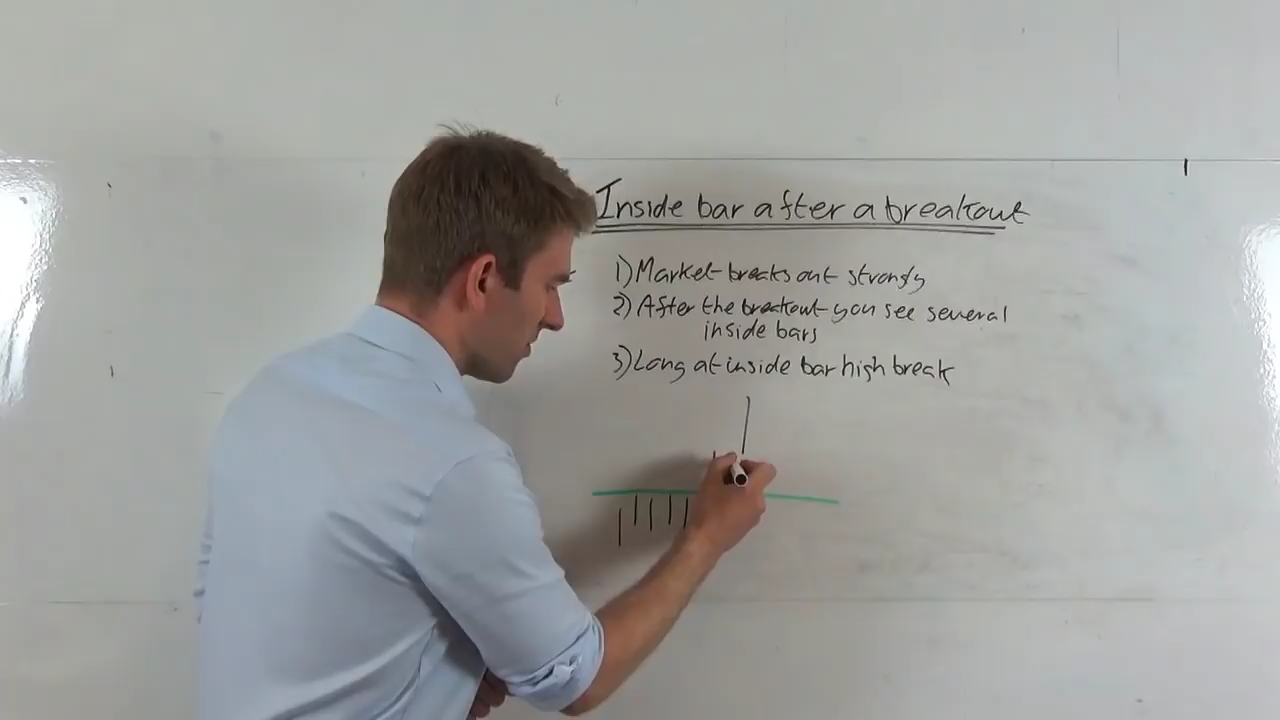 Inside bar after a breakout
1) Market breaks out strongly
2) After the breakout you see several
inside bars
3) Long at inside bar high break